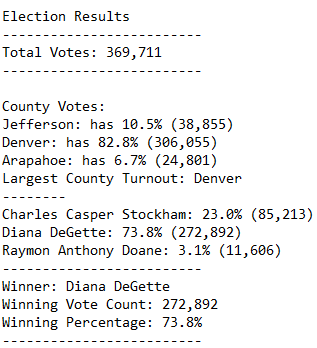 Election Results
-------------------------
Total Votes: 369,711
-------------------------
County Votes:
Jefferson: has 10.5% (38,855)
Denver: has 82.8% (306,055)
Arapahoe: has 6.7% (24,801)
Largest County Turnout: Denver
--------
Charles Casper Stockham: 23.0% (85,213)
Diana DeGette: 73.8% (272,892)
Raymon Anthony Doane: 3.1% (11,606)
-------------------------
Winner: Diana DeGette
Winning Vote Count: 272,892
Winning Percentage: 73.8%
-------------------------